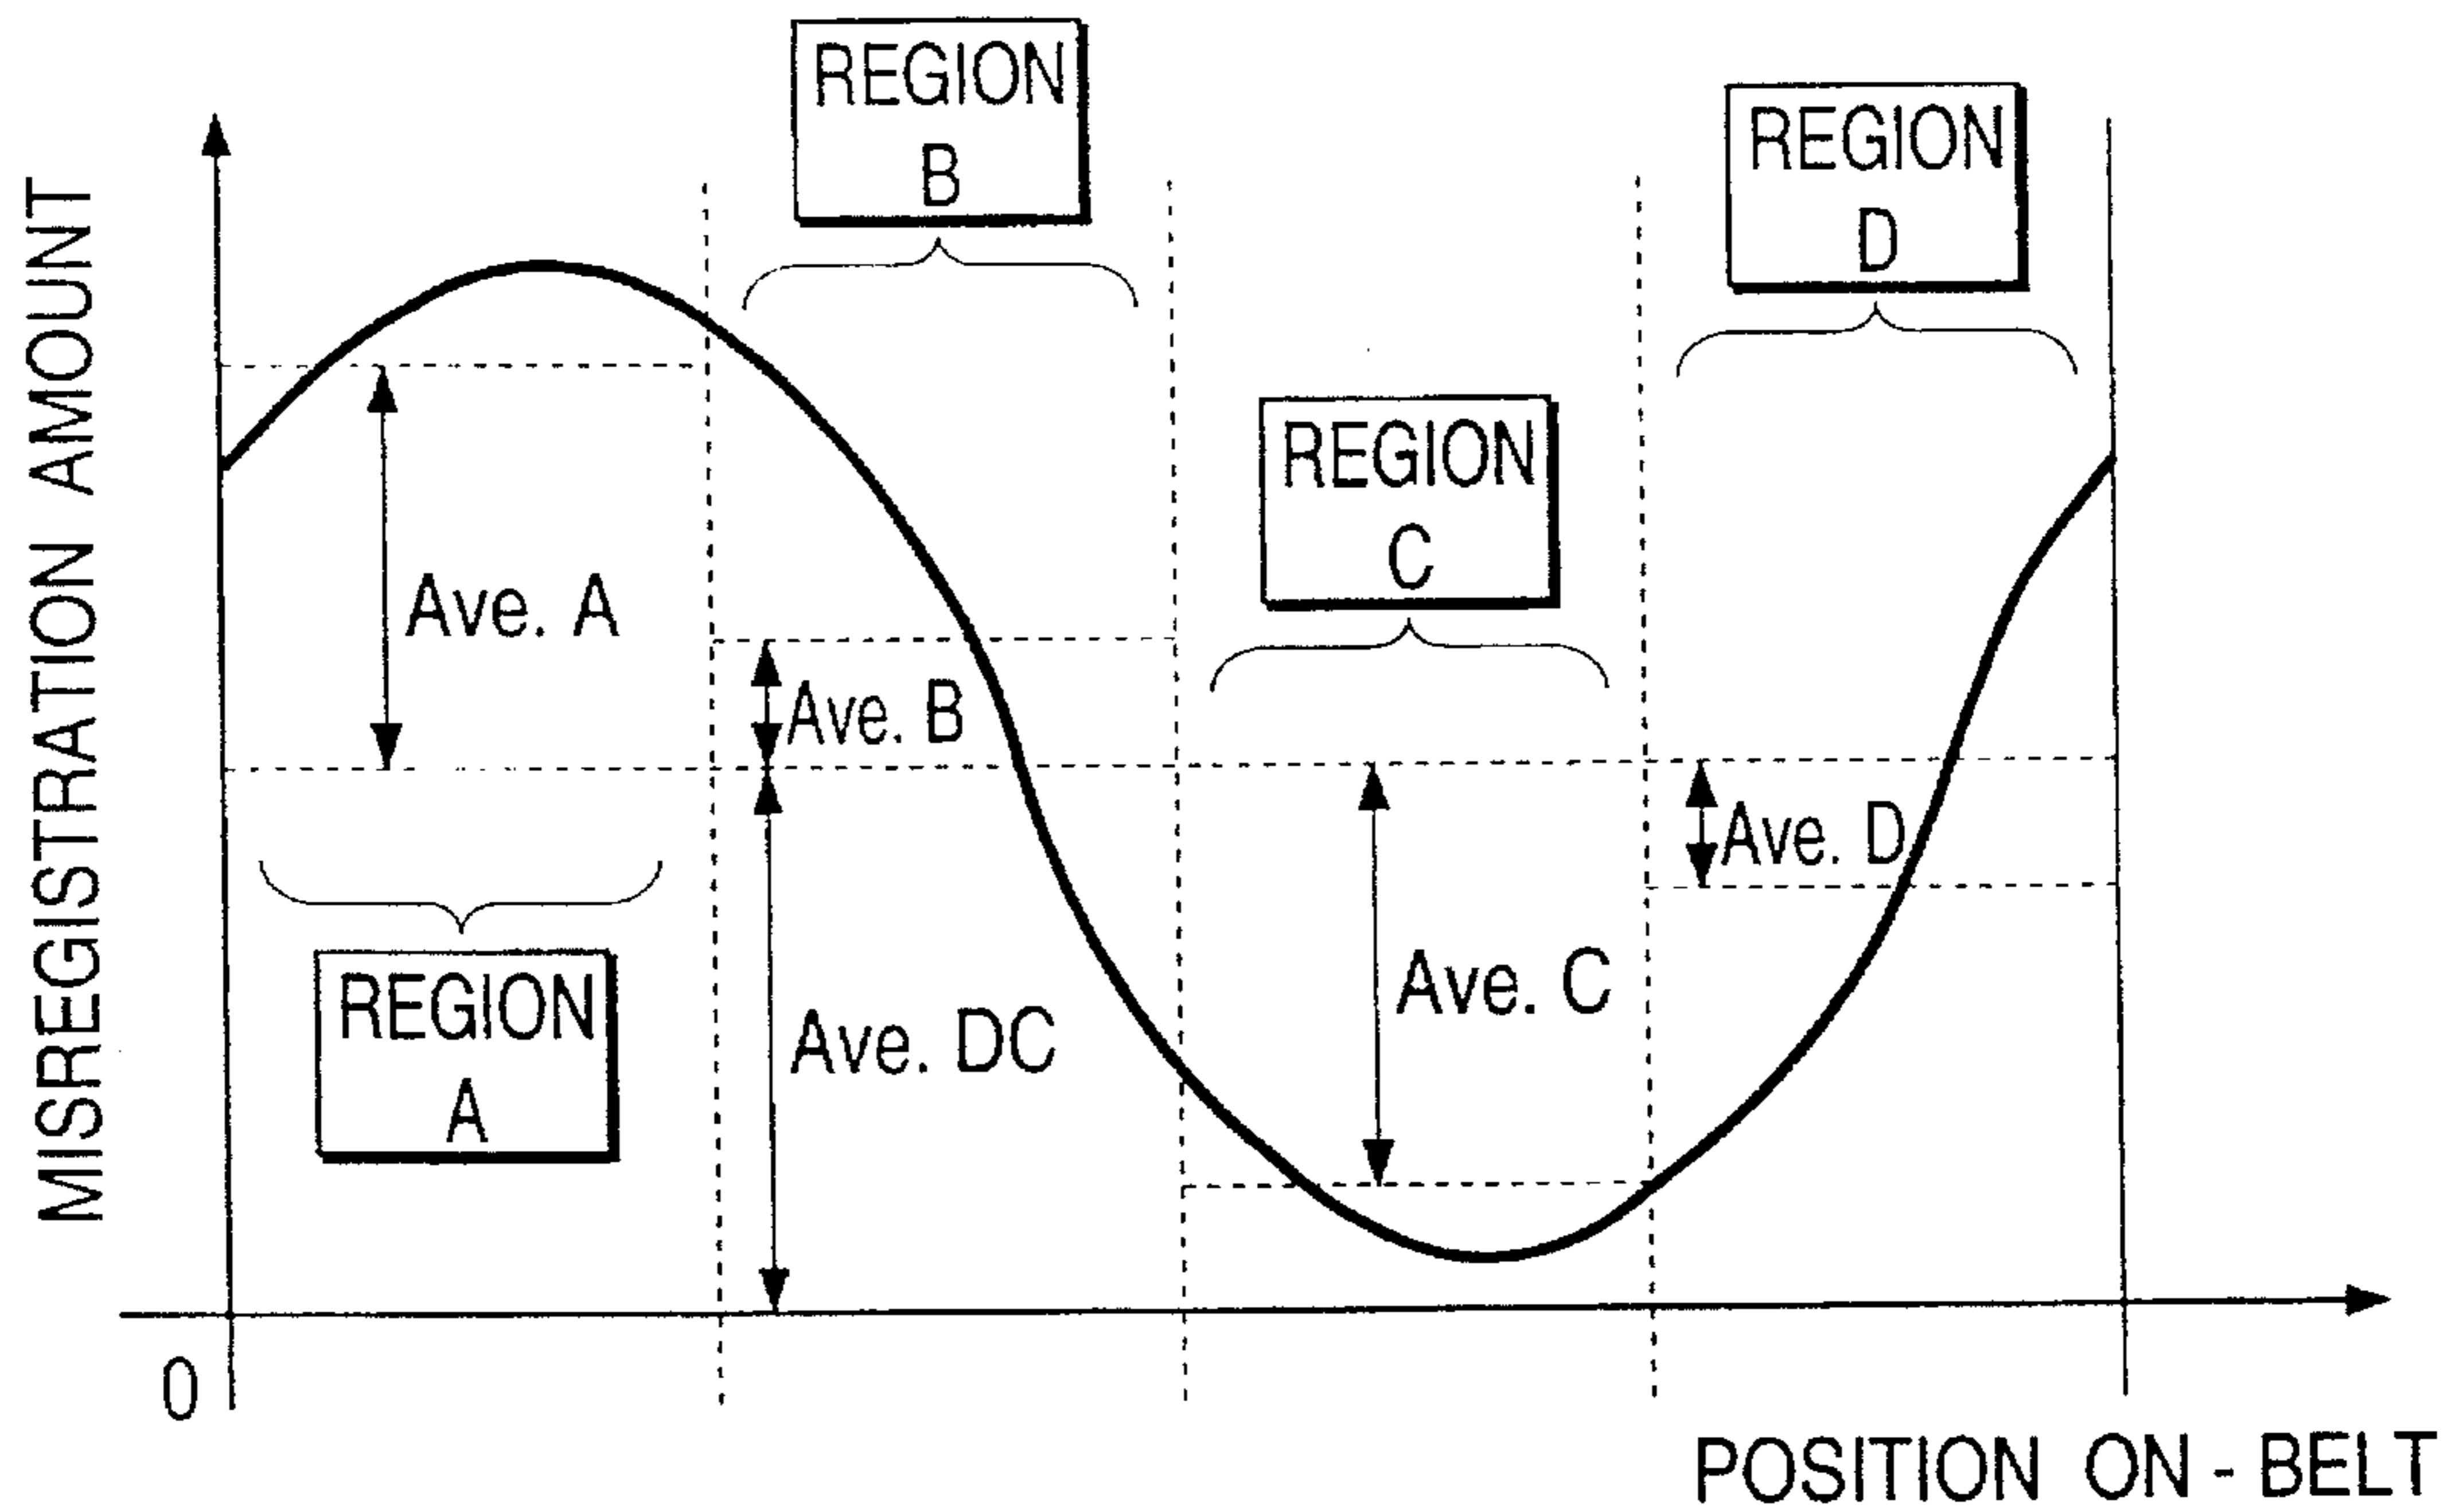 REGION
B
REGION
D
MISREGISTRATION AMOUNT
REGION
C
Ave. A
Ave. B
Ave. D
REGION
A
Ave. DC
Ave. C
0
POSITION ON - BELT